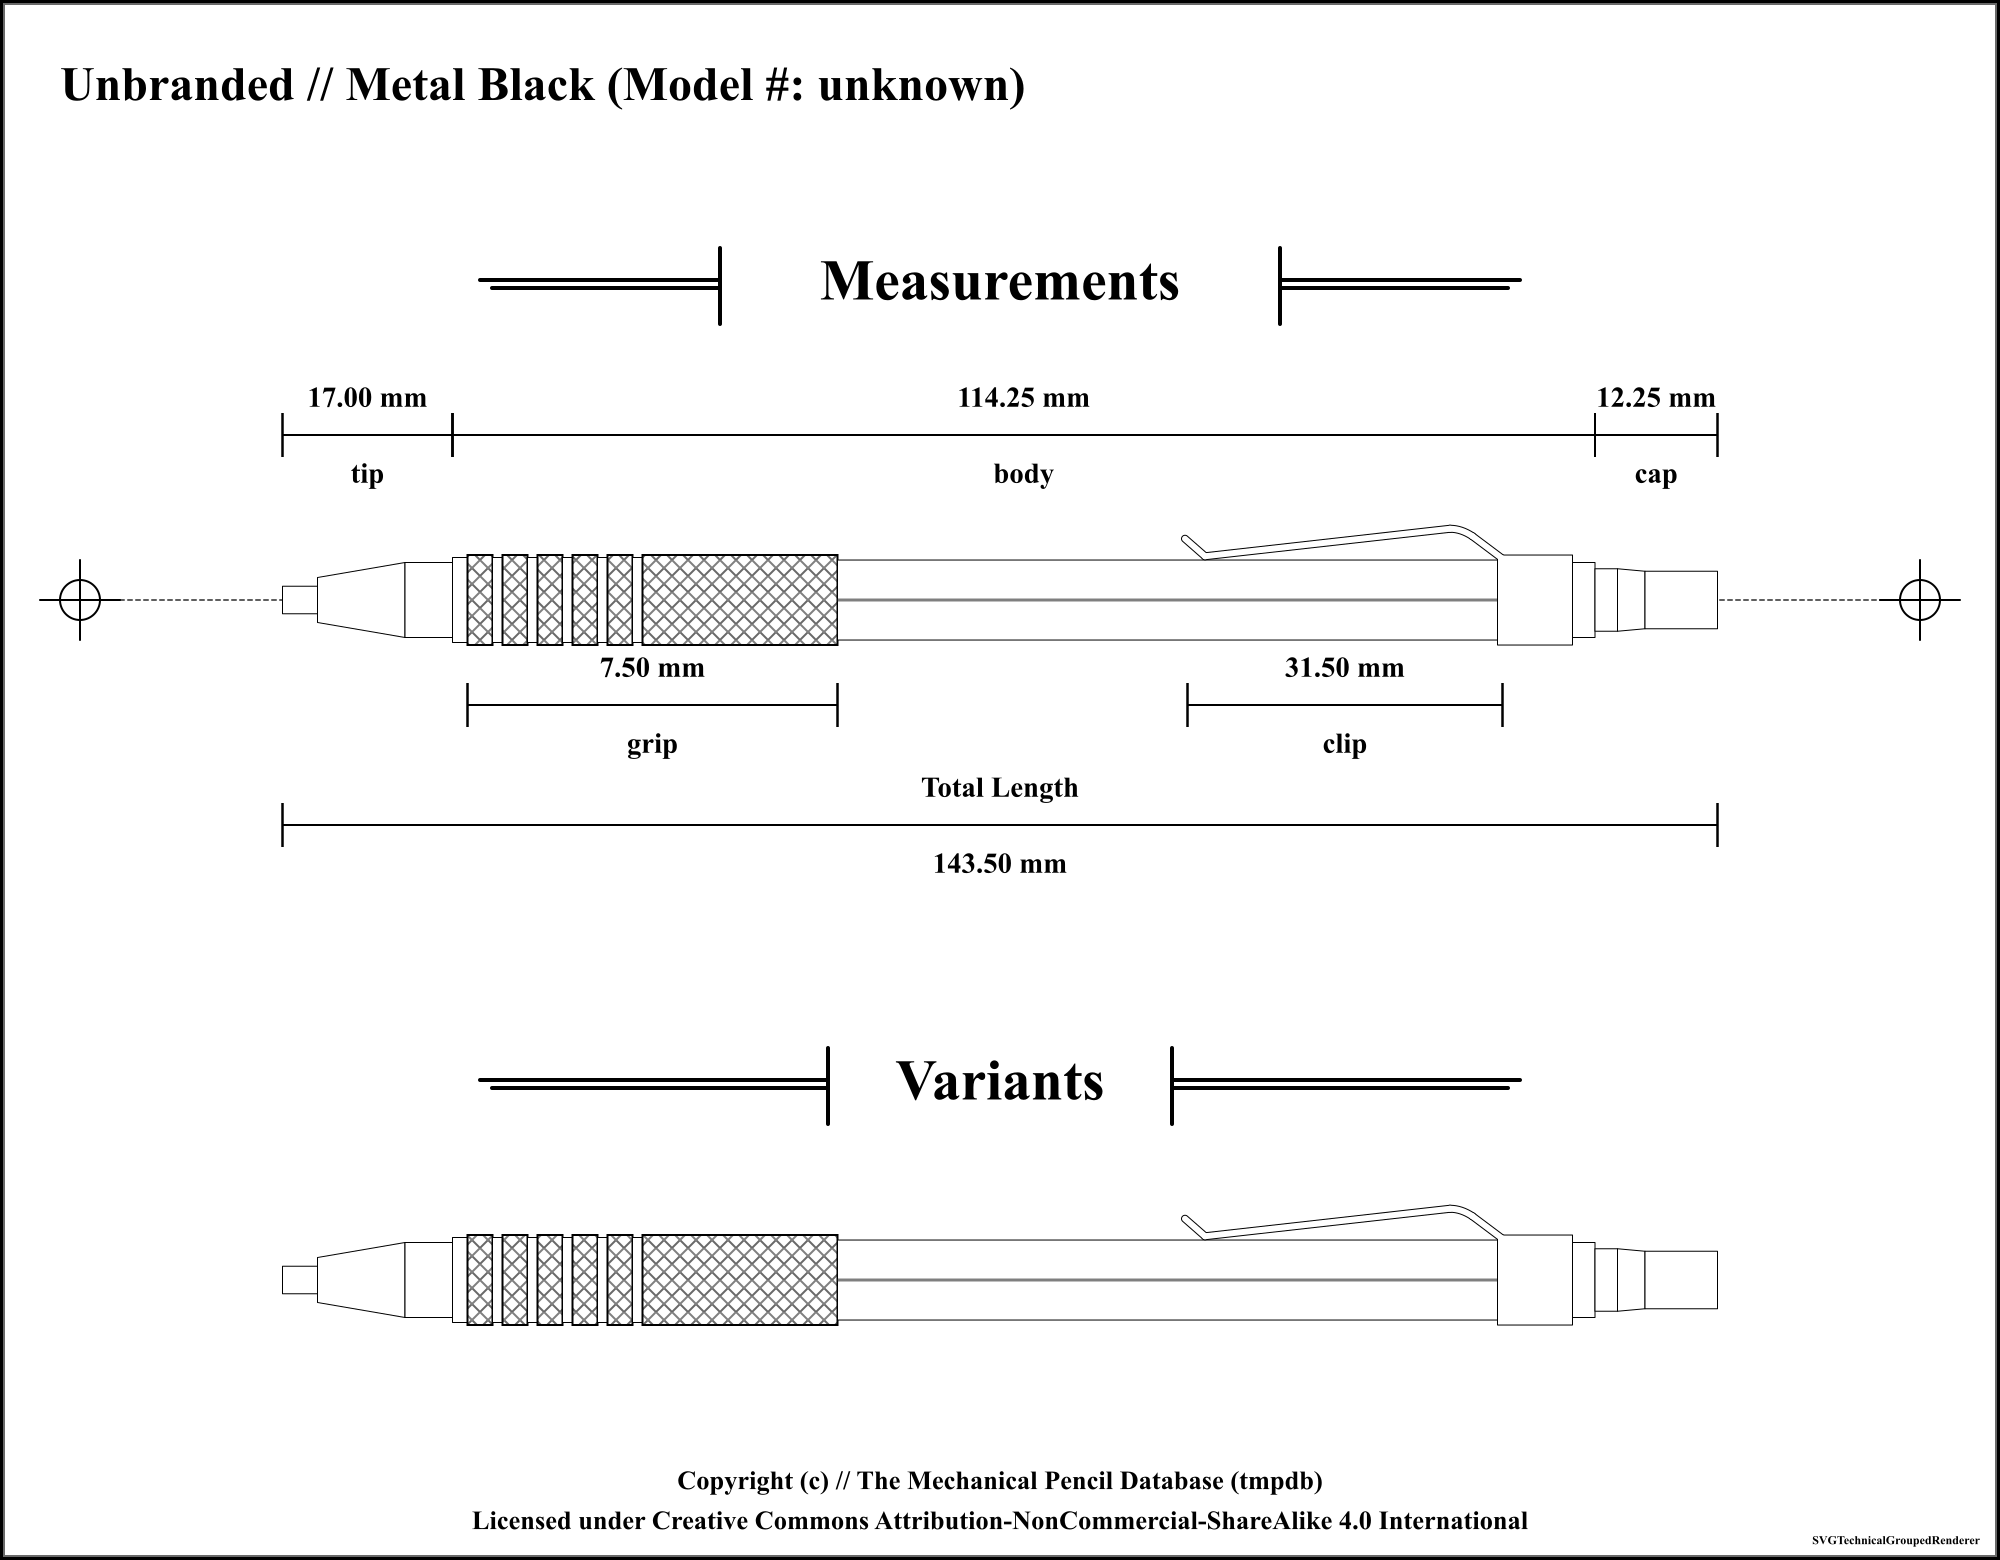 Unbranded // Metal Black (Model #: unknown)
Measurements
17.00 mm
114.25 mm
12.25 mm
tip
body
cap
7.50 mm
31.50 mm
grip
clip
Total Length
143.50 mm
Variants
Copyright (c) // The Mechanical Pencil Database (tmpdb)
Licensed under Creative Commons Attribution-NonCommercial-ShareAlike 4.0 International
SVGTechnicalGroupedRenderer